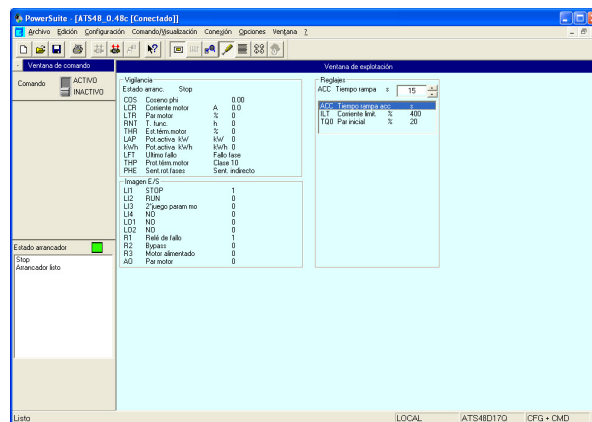 PowerSuite - [ATS48_0.48c [Conectado]]
Archivo Edición Configuración Comando/Visualización Conexión Opciones Ventana ?
Ventana de comando
Ventana de explotación
Comando
ACTIVO
INACTIVO
Vigilancia
Estado arranc. Stop
COS Coseno phi 0.00
LCR Corriente motor A 0.0
LTR Par motor % 0
RNT T. func. h 0
THR Est.térm.motor % 0
LAP Pot.activa kW kW 0
kWh Pot.activa kWh kWh 0
LFT Ultimo fallo Fallo fase
THP Prot.térm.motor Clase 10
PHE Sent.rot.fases Sent. indirecto
Imagen E/S
LI1 STOP 1
LI2 RUN 0
LI3 2°juego param mo 0
LI4 NO 0
LO1 NO 0
LO2 NO 0
R1 Relé de fallo 1
R2 Bypass 0
R3 Motor alimentado 0
AO Par motor 0
Reglajes
ACC Tiempo rampa s 15
ACC Tiempo rampa acc s
ILT Corriente limit. % 400
TQ0 Par inicial % 20
Estado arrancador
Stop
Arrancador listo
Listo
LOCAL
ATS48D17Q
CFG + CMD